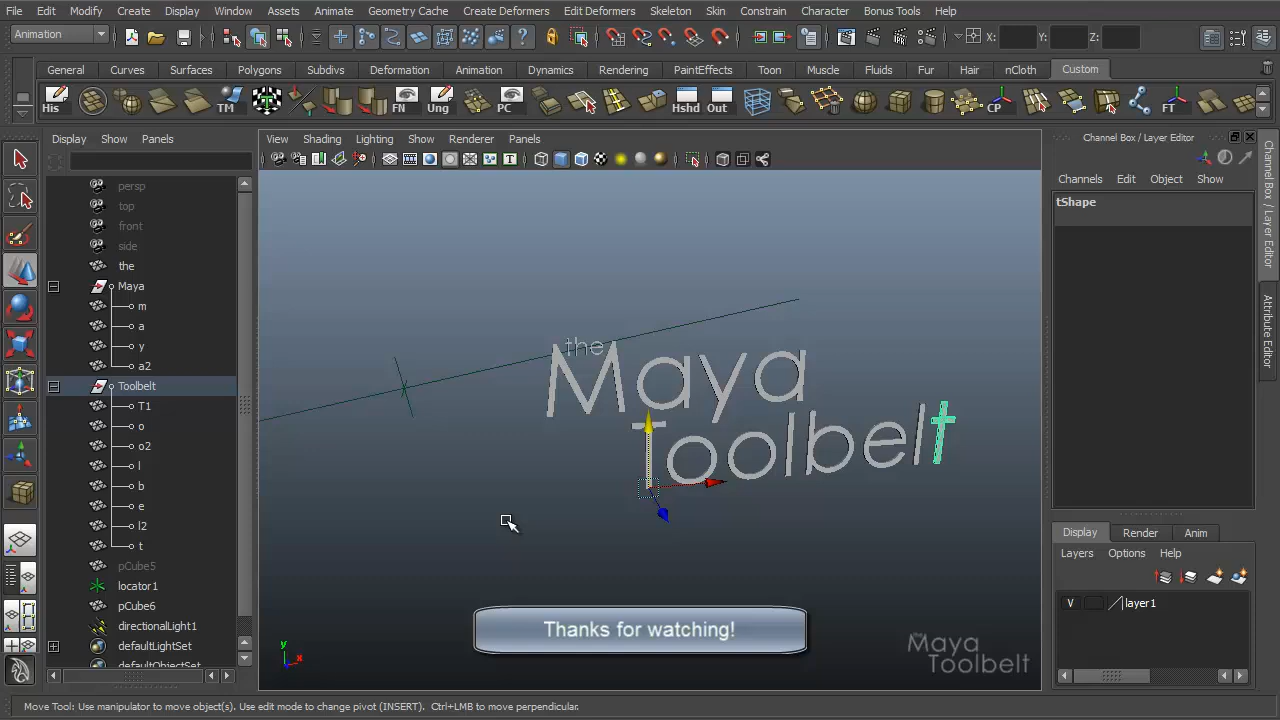 File Edit Modify Create Display Window Assets Animate Geometry Cache Create Deformers Edit Deformers Skeleton Skin Constrain Character Bonus Tools Help
Animation X: Y: Z:
General Curves Surfaces Polygons Subdivs Deformation Animation Dynamics Rendering PaintEffects Toon Muscle Fluids Fur Hair nCloth Custom
His TM FN Ung PC Hshd Out CP FT
Display Show Panels
View Shading Lighting Show Renderer Panels
Channel Box / Layer Editor
Channels Edit Object Show
tShape
persp
top
front
side
the
Maya
m
a
y
a2
Toolbelt
T1
o
o2
l
b
e
l2
t
pCube5
locator1
pCube6
directionalLight1
defaultLightSet
defaultObjectSet
the
Maya
Toolbelt
y
x
Thanks for watching!
the
Maya
Toolbelt
Channel Box / Layer Editor
Attribute Editor
Display Render Anim
Layers Options Help
V layer1
Move Tool: Use manipulator to move object(s). Use edit mode to change pivot (INSERT). Ctrl+LMB to move perpendicular.